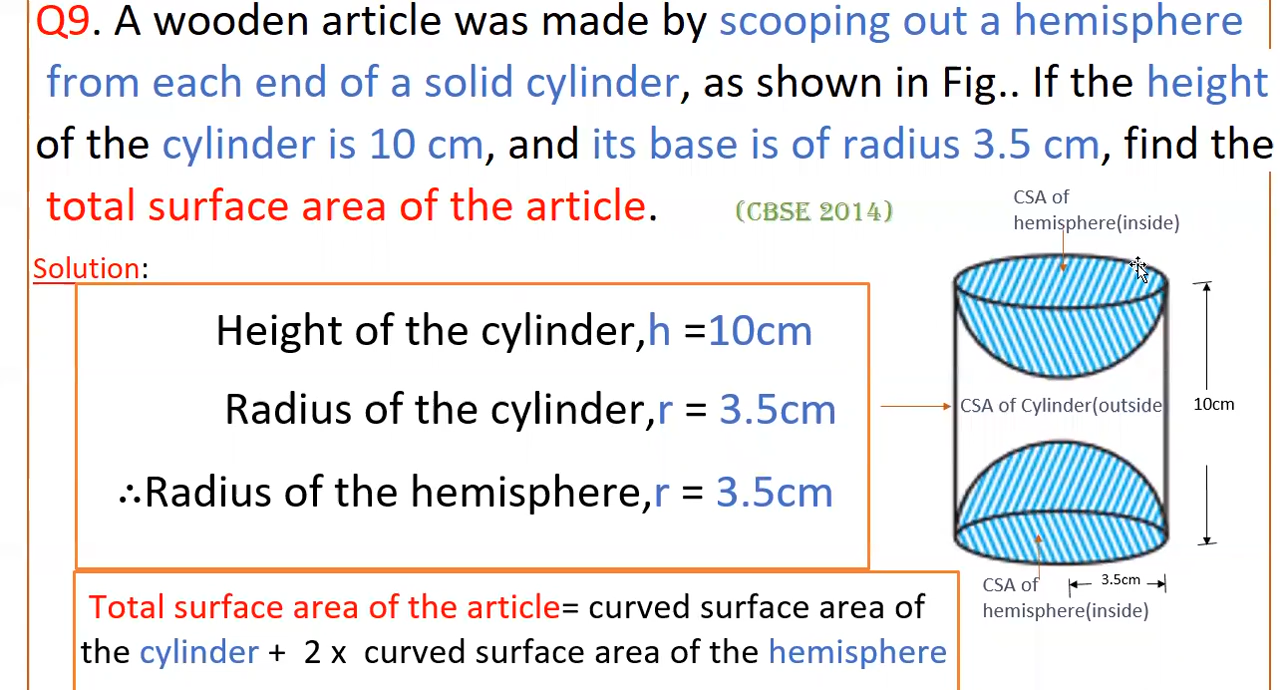 Q9. A wooden article was made by scooping out a hemisphere
from each end of a solid cylinder, as shown in Fig.. If the height
of the cylinder is 10 cm, and its base is of radius 3.5 cm, find the
total surface area of the article.
(CBSE 2014)
CSA of
hemisphere(inside)
Solution:
Height of the cylinder,h =10cm
Radius of the cylinder,r = 3.5cm
∴Radius of the hemisphere,r = 3.5cm
CSA of Cylinder(outside
10cm
3.5cm
CSA of
hemisphere(inside)
Total surface area of the article= curved surface area of
the cylinder + 2 x curved surface area of the hemisphere